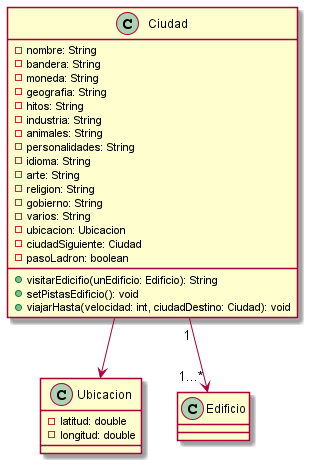 C Ciudad
nombre: String
bandera: String
moneda: String
geografia: String
hitos: String
industria: String
animales: String
personalidades: String
idioma: String
arte: String
religion: String
gobierno: String
varios: String
ubicacion: Ubicacion
ciudadSiguiente: Ciudad
pasoLadron: boolean
visitarEdicifio(unEdificio: Edificio): String
setPistasEdificio(): void
viajarHasta(velocidad: int, ciudadDestino: Ciudad): void
1
1...*
C Ubicacion
latitud: double
longitud: double
C Edificio